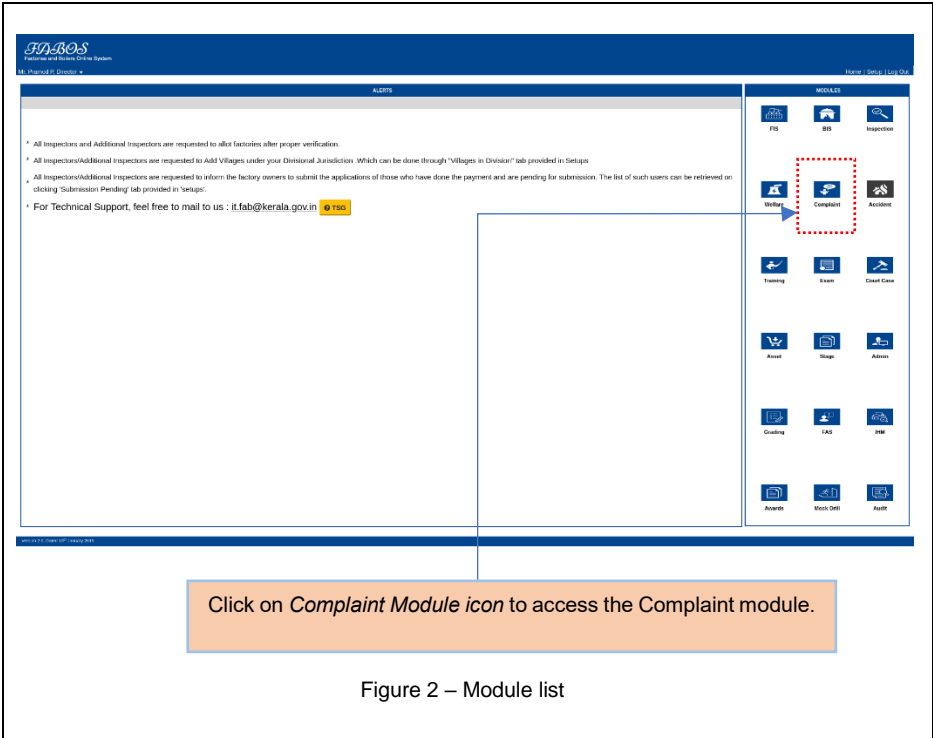 FABOS
Factories and Boilers Online System
Mr. Pramod P, Director
Home | Setup | Log Out
ALERTS
* All Inspectors and Additional Inspectors are requested to allot factories after proper verification.
* All Inspectors/Additional Inspectors are requested to Add Villages under your Divisional Jurisdiction .Which can be done through "Villages in Division" tab provided in Setups
* All Inspectors/Additional Inspectors are requested to inform the factory owners to submit the applications of those who have done the payment and are pending for submission. The list of such users can be retrieved on
clicking 'Submission Pending' tab provided in 'setups'.
* For Technical Support, feel free to mail to us : it.fab@kerala.gov.in TSG
MODULES
FIS BIS Inspection
Welfare Complaint Accident
Training Exam Court Case
Asset Stage Admin
Grading FAS IHM
Awards Mock Drill Audit
Click on Complaint Module icon to access the Complaint module.
Figure 2 – Module list